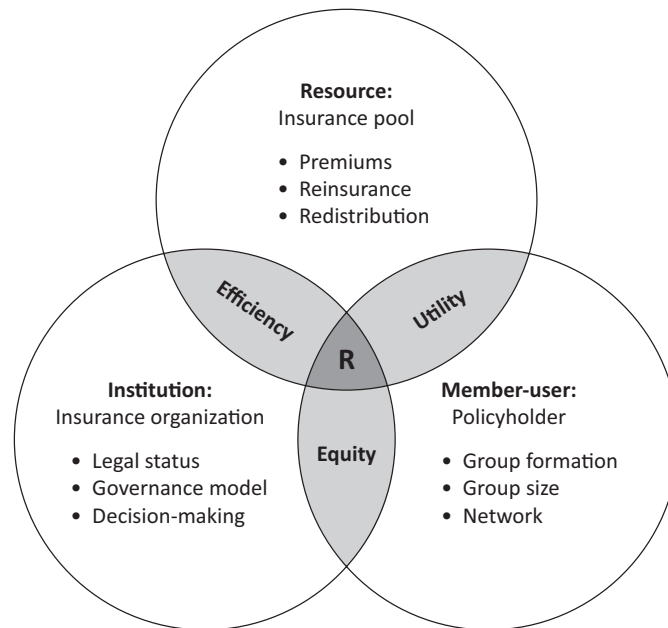 Resource:
Insurance pool
• Premiums
• Reinsurance
• Redistribution
Efficiency
Utility
R
Institution:
Insurance organization
• Legal status
• Governance model
• Decision-making
Equity
Member-user:
Policyholder
• Group formation
• Group size
• Network